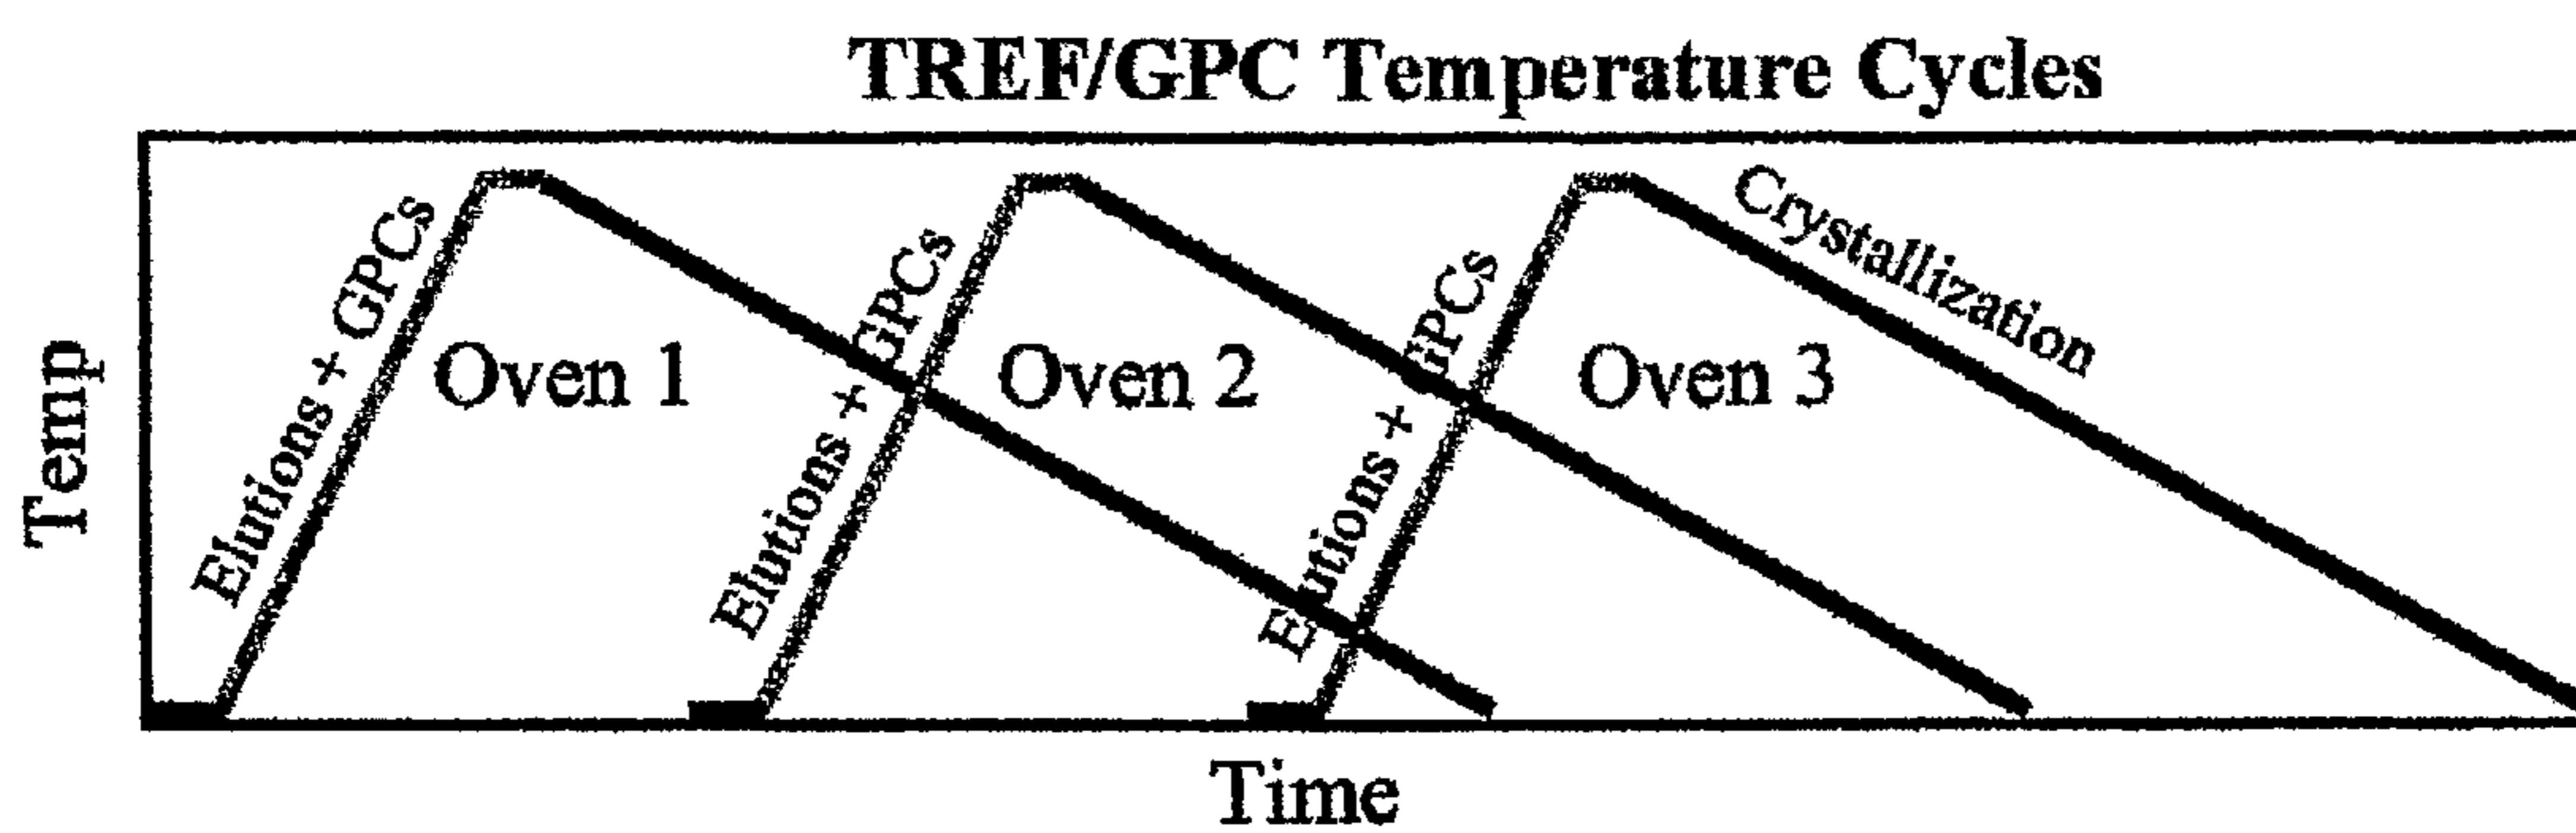 TREF/GPC Temperature Cycles
Temp
Elutions + GPCs
Oven 1
Elutions + GPCs
Oven 2
Elutions + GPCs
Oven 3
Crystallization
Time